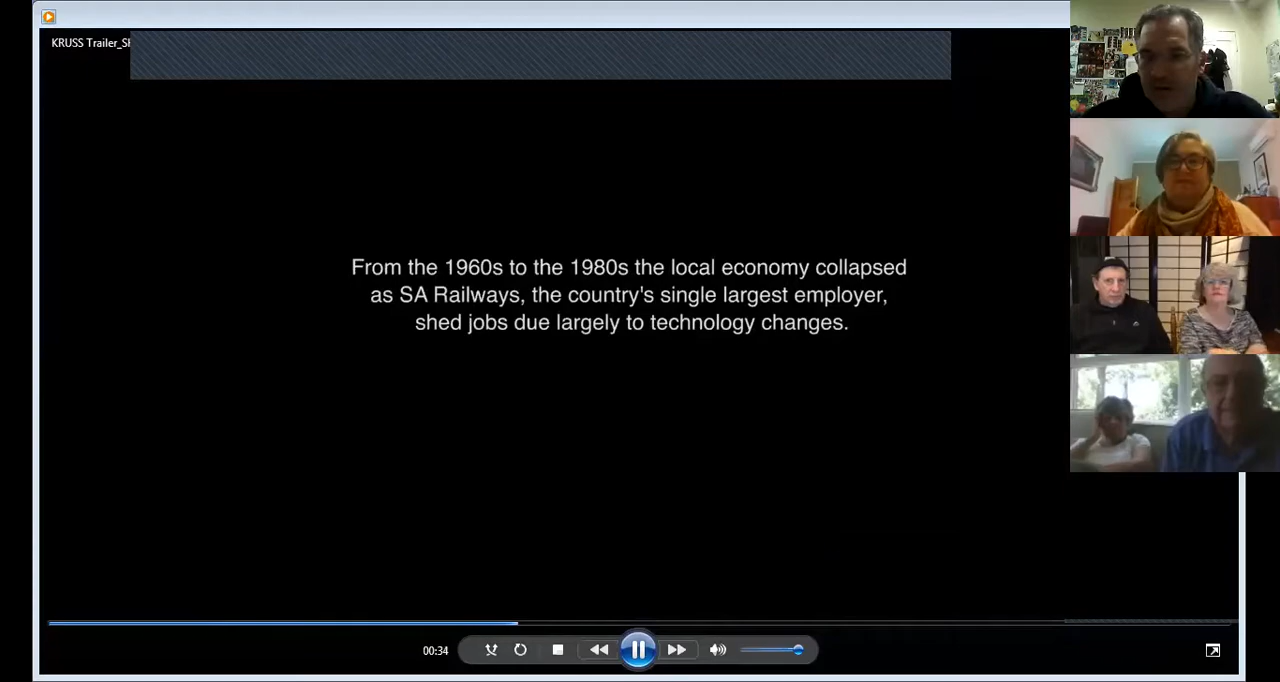 KRUSS Trailer_Sh
From the 1960s to the 1980s the local economy collapsed
as SA Railways, the country's single largest employer,
shed jobs due largely to technology changes.
00:34